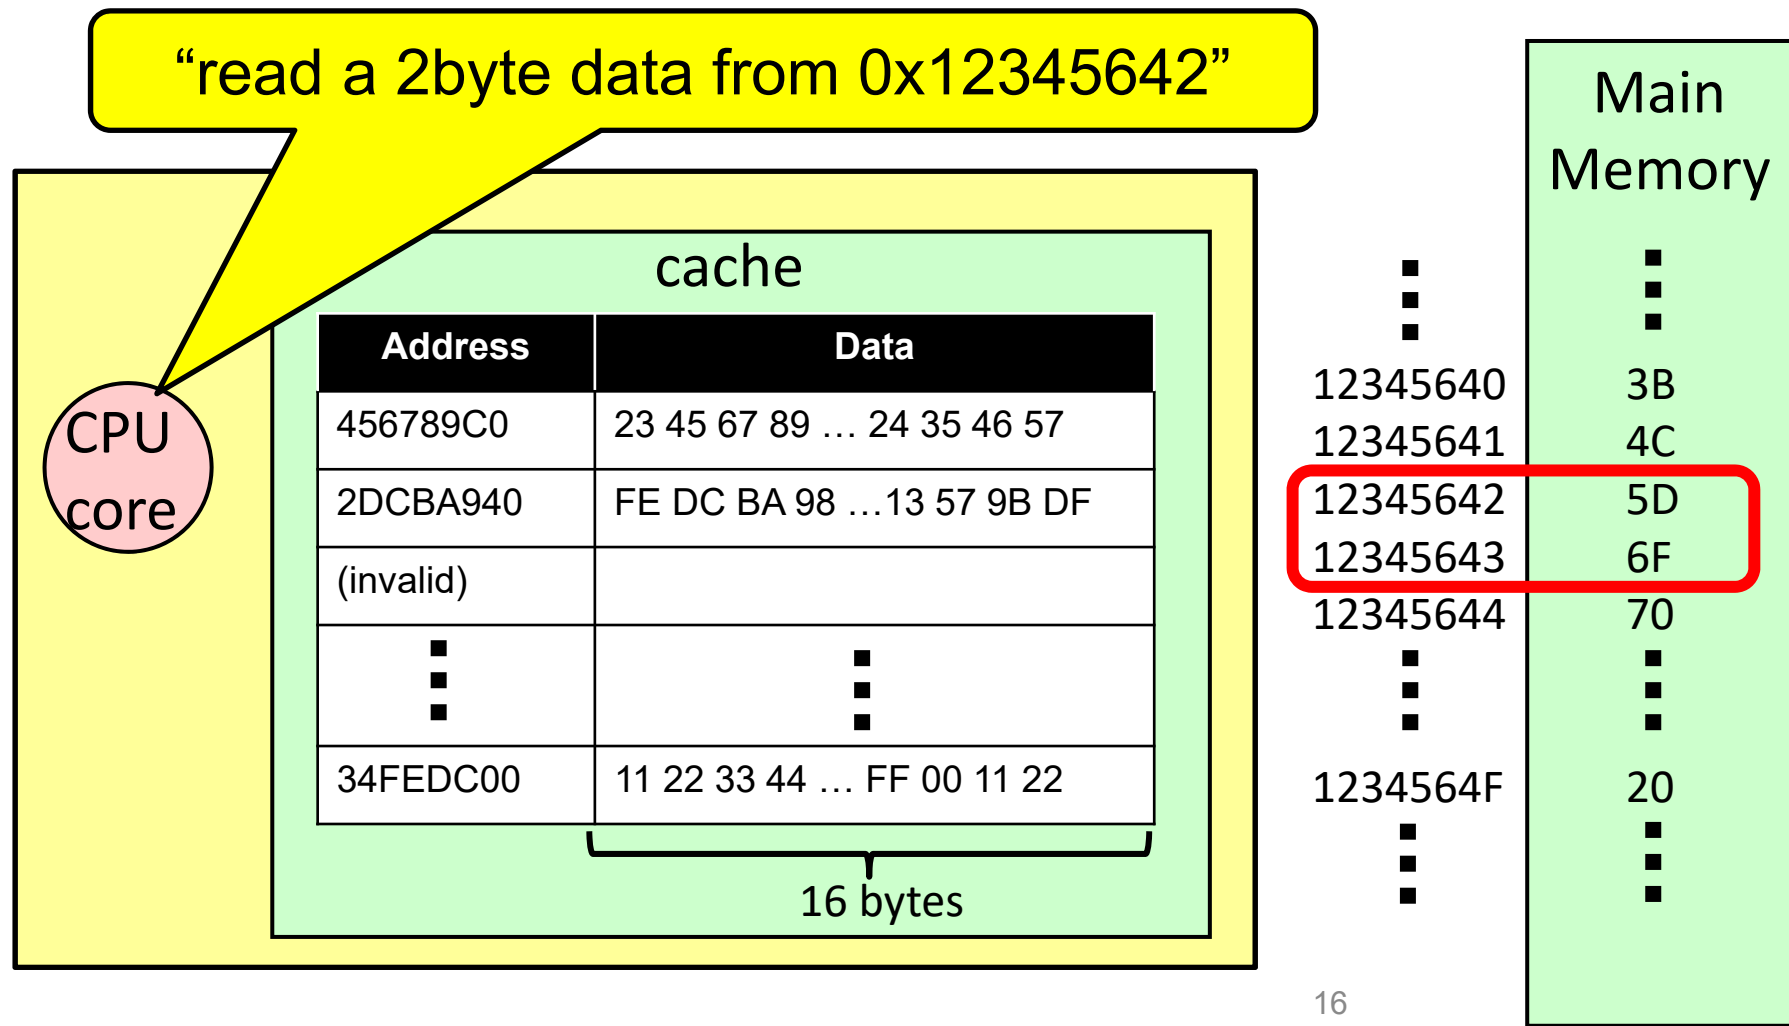 “read a 2byte data from 0x12345642”
Main
Memory
cache
Address Data
CPU
core
456789C0 23 45 67 89 … 24 35 46 57
2DCBA940 FE DC BA 98 …13 57 9B DF
(invalid)
34FEDC00 11 22 33 44 … FF 00 11 22
16 bytes
12345640 3B
12345641 4C
12345642 5D
12345643 6F
12345644 70
1234564F 20
16